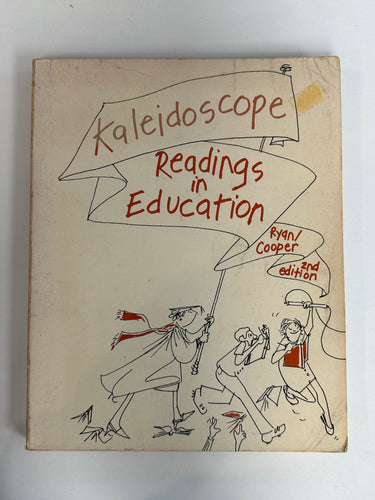 Kaleidoscope
Readings
in
Education
Ryan/
Cooper
2nd
edition